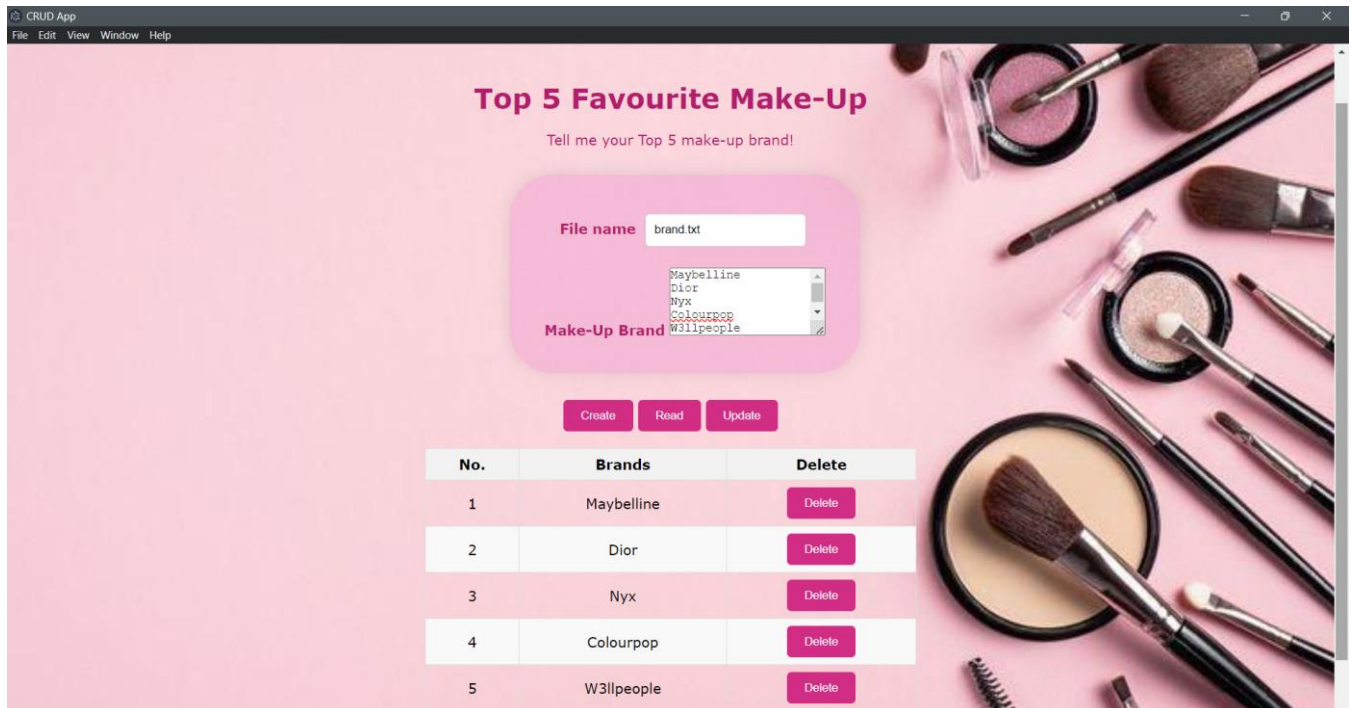 CRUD App
File Edit View Window Help
Top 5 Favourite Make-Up
Tell me your Top 5 make-up brand!
File name brand.txt
Maybelline
Dior
Nyx
Colourpop
Make-Up Brand W3llpeople
Create Read Update
No. Brands Delete
1 Maybelline Delete
2 Dior Delete
3 Nyx Delete
4 Colourpop Delete
5 W3llpeople Delete